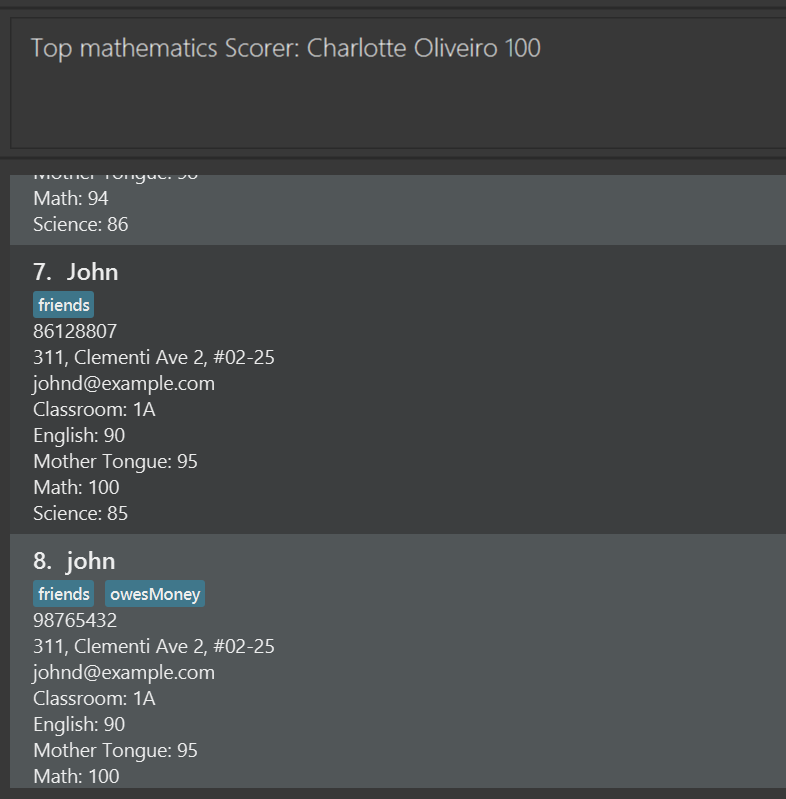 Top mathematics Scorer: Charlotte Oliveiro 100
Mother Tongue: 90
Math: 94
Science: 86
7. John
friends
86128807
311, Clementi Ave 2, #02-25
johnd@example.com
Classroom: 1A
English: 90
Mother Tongue: 95
Math: 100
Science: 85
8. john
friends owesMoney
98765432
311, Clementi Ave 2, #02-25
johnd@example.com
Classroom: 1A
English: 90
Mother Tongue: 95
Math: 100